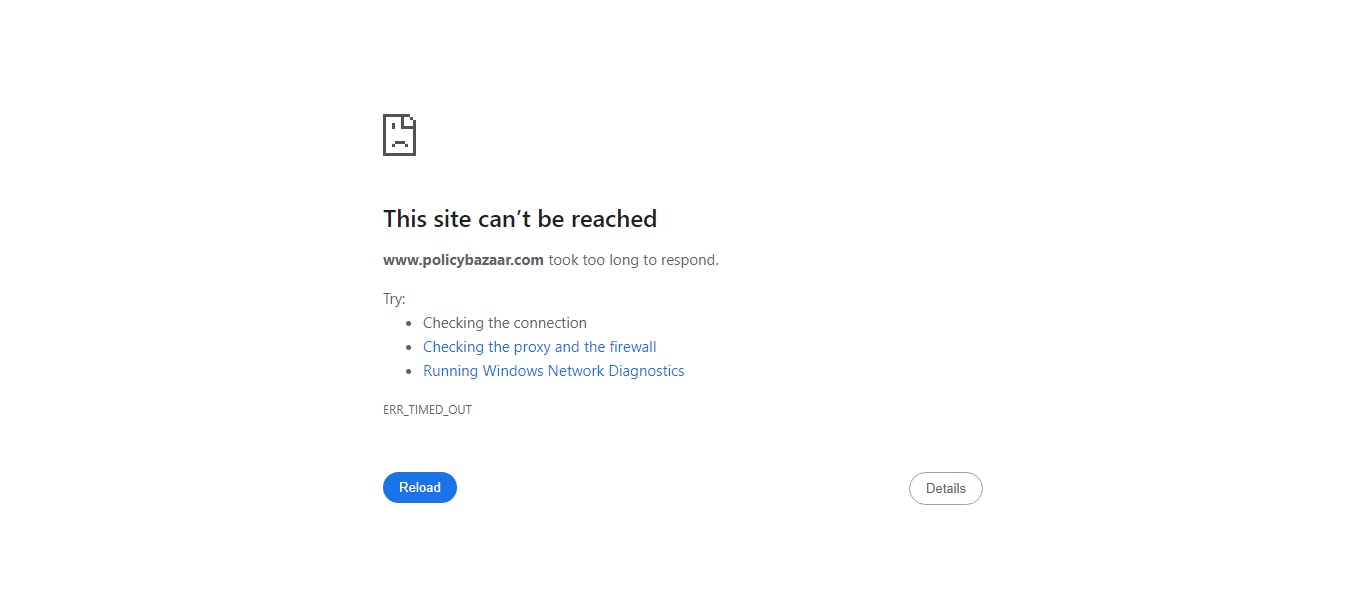 This site can’t be reached
www.policybazaar.com took too long to respond.
Try:
Checking the connection
Checking the proxy and the firewall
Running Windows Network Diagnostics
ERR_TIMED_OUT
Reload
Details